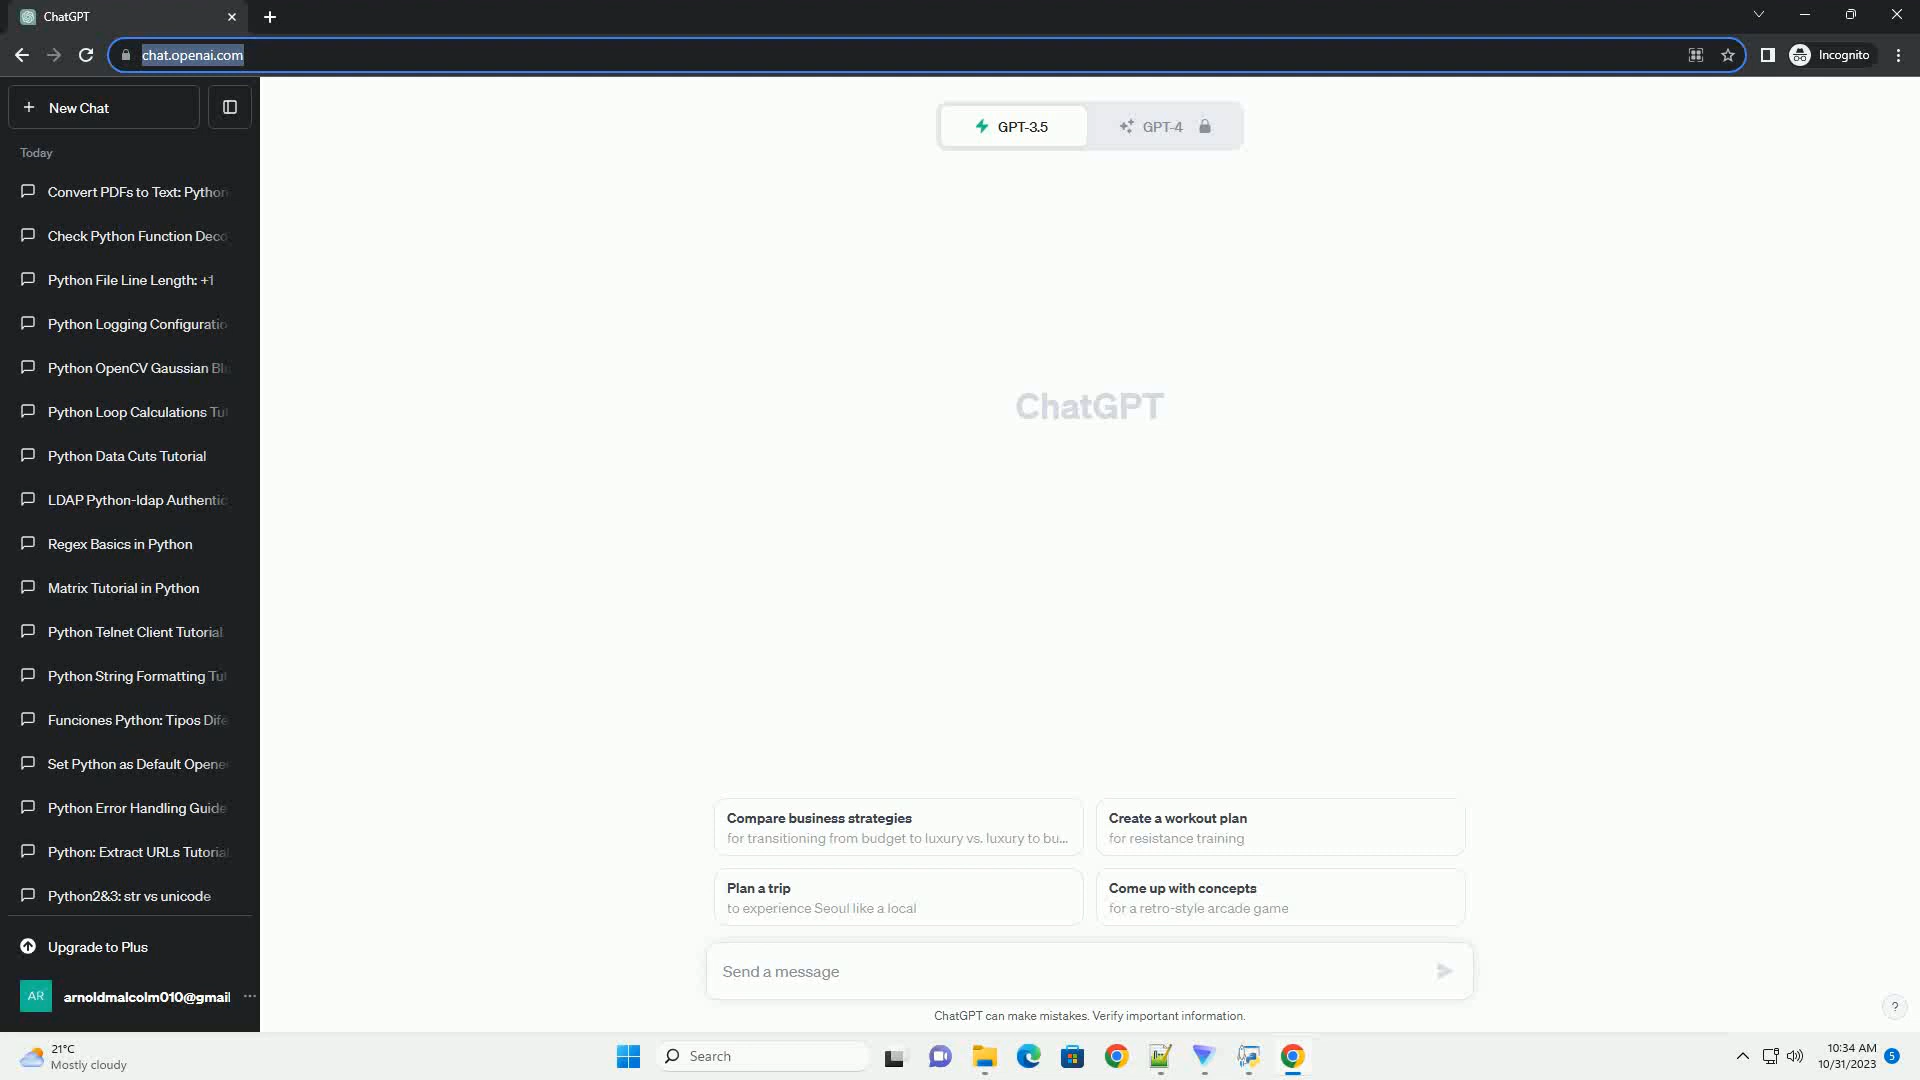 ChatGPT
chat.openai.com
Incognito
New Chat
Today
Convert PDFs to Text: Python
Check Python Function Deco
Python File Line Length: +1
Python Logging Configuratio
Python OpenCV Gaussian Blu
Python Loop Calculations Tut
Python Data Cuts Tutorial
LDAP Python-ldap Authentic
Regex Basics in Python
Matrix Tutorial in Python
Python Telnet Client Tutorial
Python String Formatting Tut
Funciones Python: Tipos Dife
Set Python as Default Opene
Python Error Handling Guide
Python: Extract URLs Tutorial
Python2&3: str vs unicode
Upgrade to Plus
AR
arnoldmalcolm010@gmail
GPT-3.5
GPT-4
ChatGPT
Compare business strategies
for transitioning from budget to luxury vs. luxury to bu...
Create a workout plan
for resistance training
Plan a trip
to experience Seoul like a local
Come up with concepts
for a retro-style arcade game
Send a message
ChatGPT can make mistakes. Verify important information.
?
21°C
Mostly cloudy
Search
10:34 AM
10/31/2023
5